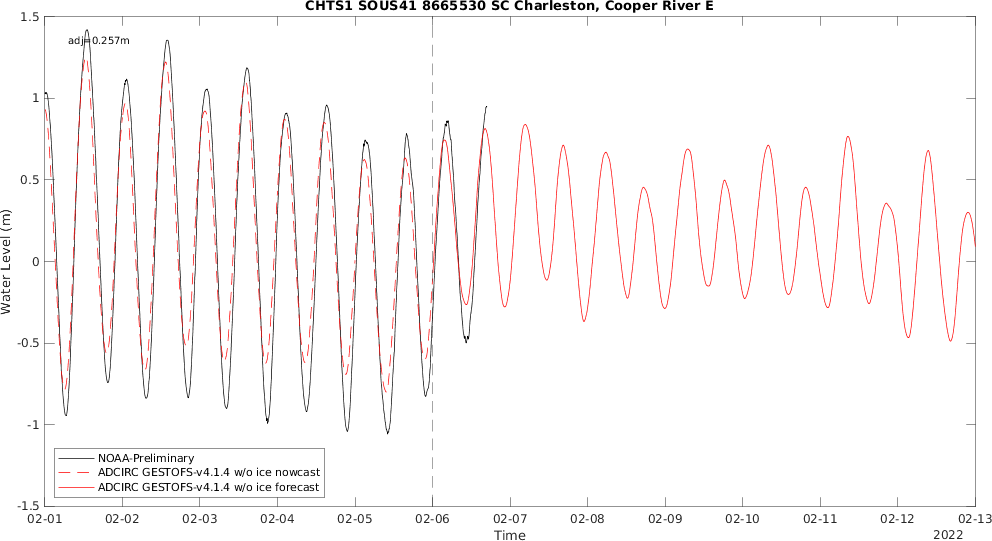 CHTS1 SOUS41 8665530 SC Charleston, Cooper River E
adj=0.257m
1.5
1
0.5
0
-0.5
-1
-1.5
Water Level (m)
NOAA-Preliminary
ADCIRC GESTOFS-v4.1.4 w/o ice nowcast
ADCIRC GESTOFS-v4.1.4 w/o ice forecast
02-01 02-02 02-03 02-04 02-05 02-06 02-07 02-08 02-09 02-10 02-11 02-12 02-13
Time
2022